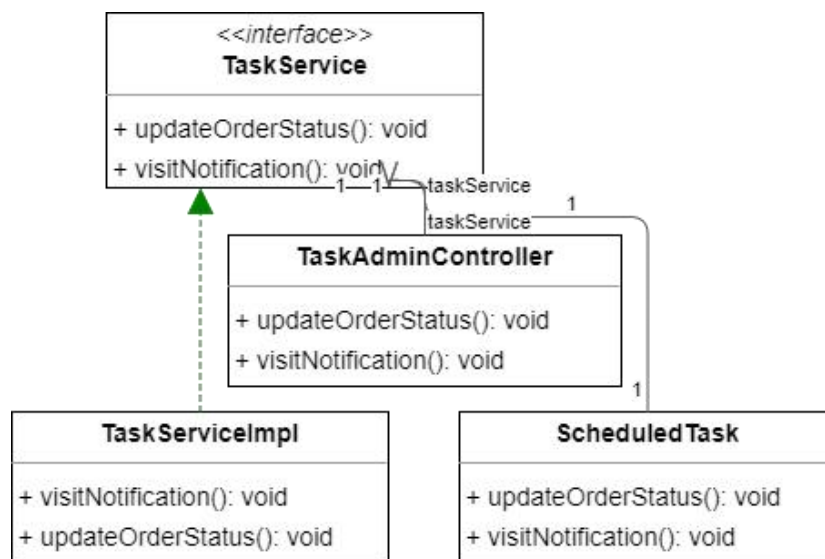 <<interface>>
TaskService
+ updateOrderStatus(): void
+ visitNotification(): void
1
1
taskService
taskService
1
TaskAdminController
+ updateOrderStatus(): void
+ visitNotification(): void
1
TaskServiceImpl
+ visitNotification(): void
+ updateOrderStatus(): void
ScheduledTask
+ updateOrderStatus(): void
+ visitNotification(): void